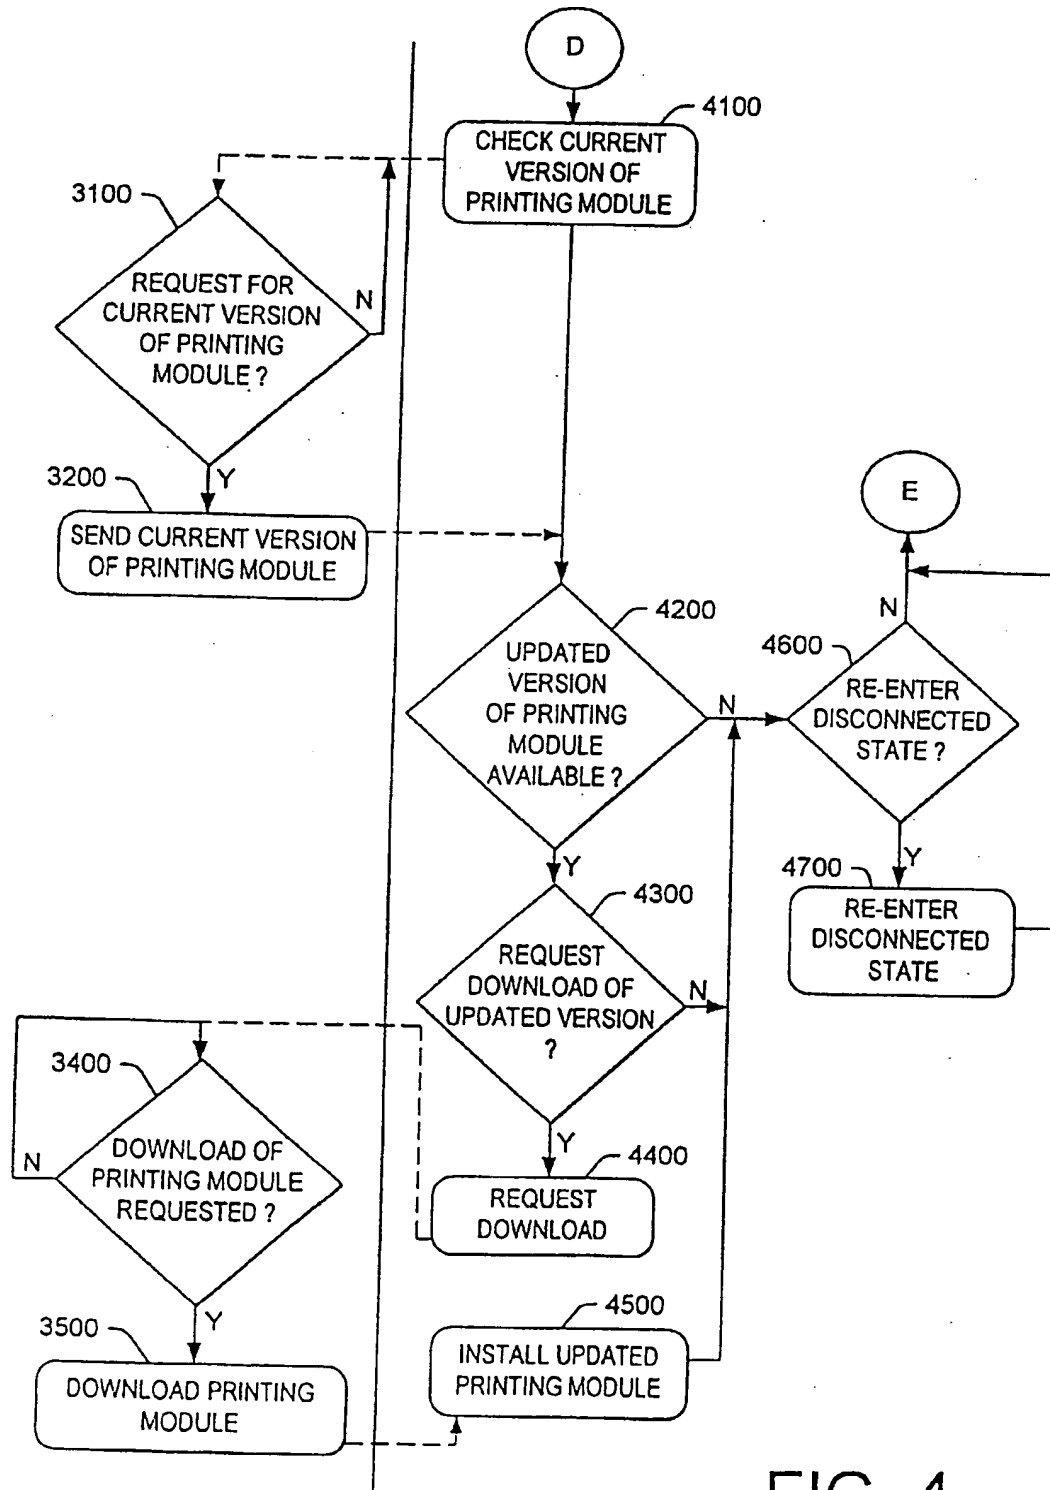 D
4100
CHECK CURRENT
VERSION OF
PRINTING MODULE
3100
REQUEST FOR
CURRENT VERSION
OF PRINTING
MODULE ?
N
Y
3200
SEND CURRENT VERSION
OF PRINTING MODULE
E
N
4200
UPDATED
VERSION
OF PRINTING
MODULE
AVAILABLE ?
N
Y
4600
RE-ENTER
DISCONNECTED
STATE ?
Y
4700
RE-ENTER
DISCONNECTED
STATE
4300
REQUEST
DOWNLOAD OF
UPDATED VERSION
?
N
Y
3400
DOWNLOAD OF
PRINTING MODULE
REQUESTED ?
N
Y
4400
REQUEST
DOWNLOAD
4500
INSTALL UPDATED
PRINTING MODULE
3500
DOWNLOAD PRINTING
MODULE
FIG. 4